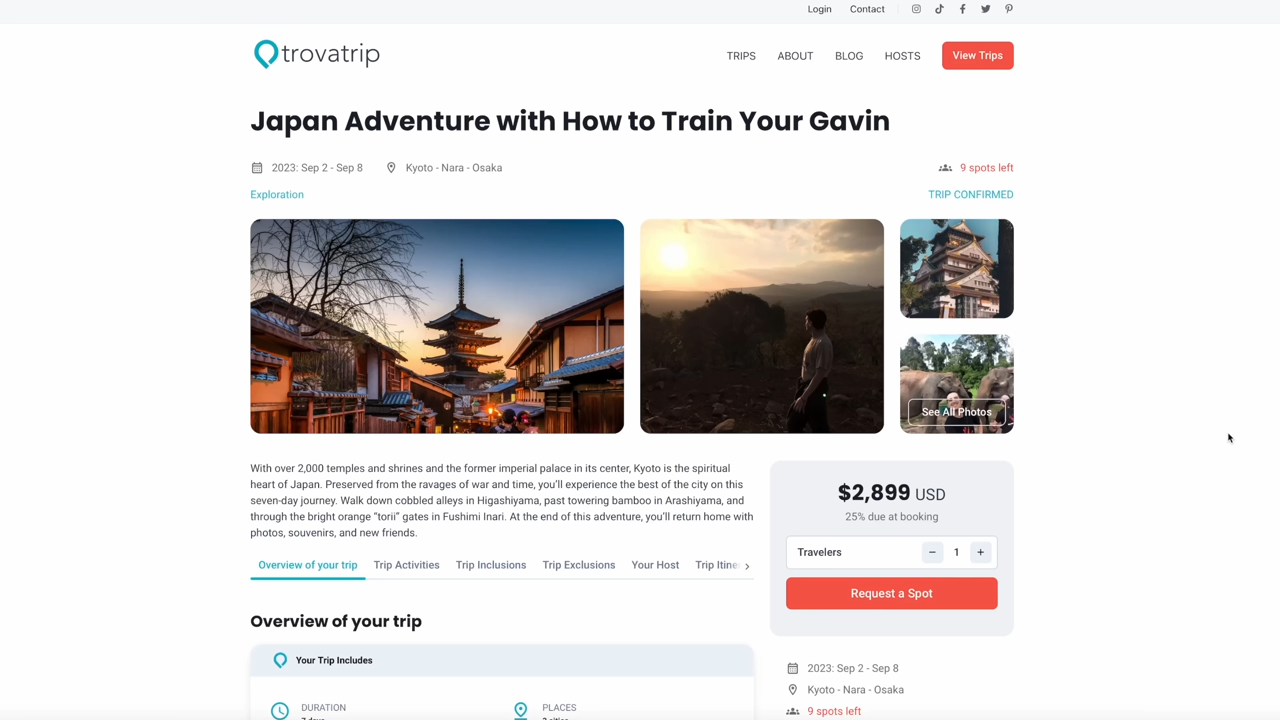 Login Contact
trovatrip
TRIPS ABOUT BLOG HOSTS View Trips
Japan Adventure with How to Train Your Gavin
2023: Sep 2 - Sep 8 Kyoto - Nara - Osaka 9 spots left
Exploration TRIP CONFIRMED
See All Photos
With over 2,000 temples and shrines and the former imperial palace in its center, Kyoto is the spiritual
heart of Japan. Preserved from the ravages of war and time, you’ll experience the best of the city on this
seven-day journey. Walk down cobbled alleys in Higashiyama, past towering bamboo in Arashiyama, and
through the bright orange “torii” gates in Fushimi Inari. At the end of this adventure, you’ll return home with
photos, souvenirs, and new friends.
$2,899 USD
25% due at booking
Travelers − 1 +
Request a Spot
Overview of your trip Trip Activities Trip Inclusions Trip Exclusions Your Host Trip
Overview of your trip
Your Trip Includes
DURATION PLACES
2023: Sep 2 - Sep 8
Kyoto - Nara - Osaka
9 spots left